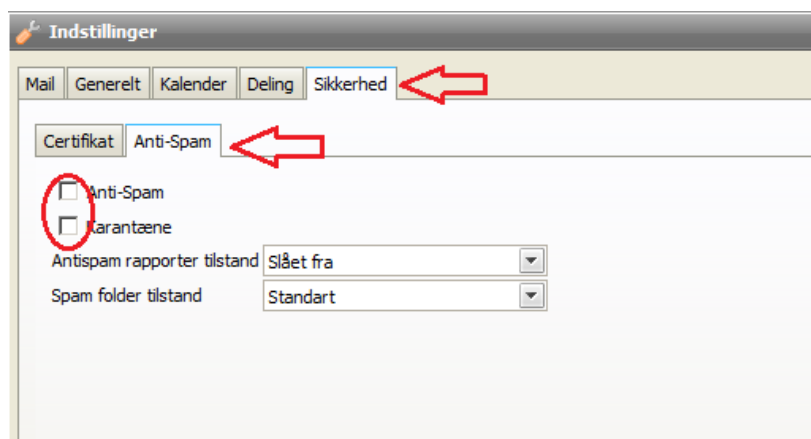 Indstillinger
Mail Generelt Kalender Deling Sikkerhed
Certifikat Anti-Spam
Anti-Spam
Karantæne
Antispam rapporter tilstand Slået fra
Spam folder tilstand Standart